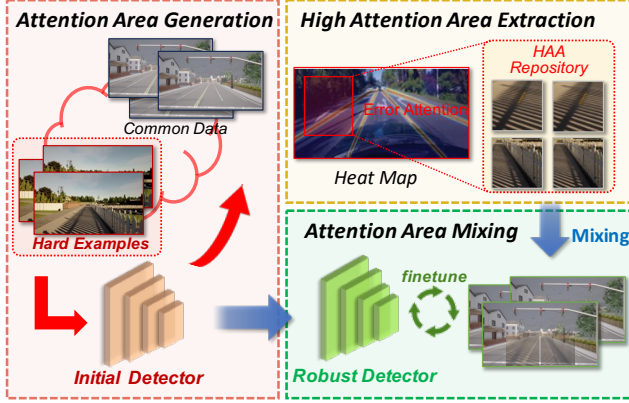 Attention Area Generation
Common Data
Hard Examples
Initial Detector
High Attention Area Extraction
HAA
Repository
Error Attention
Heat Map
Attention Area Mixing
Mixing
finetune
Robust Detector